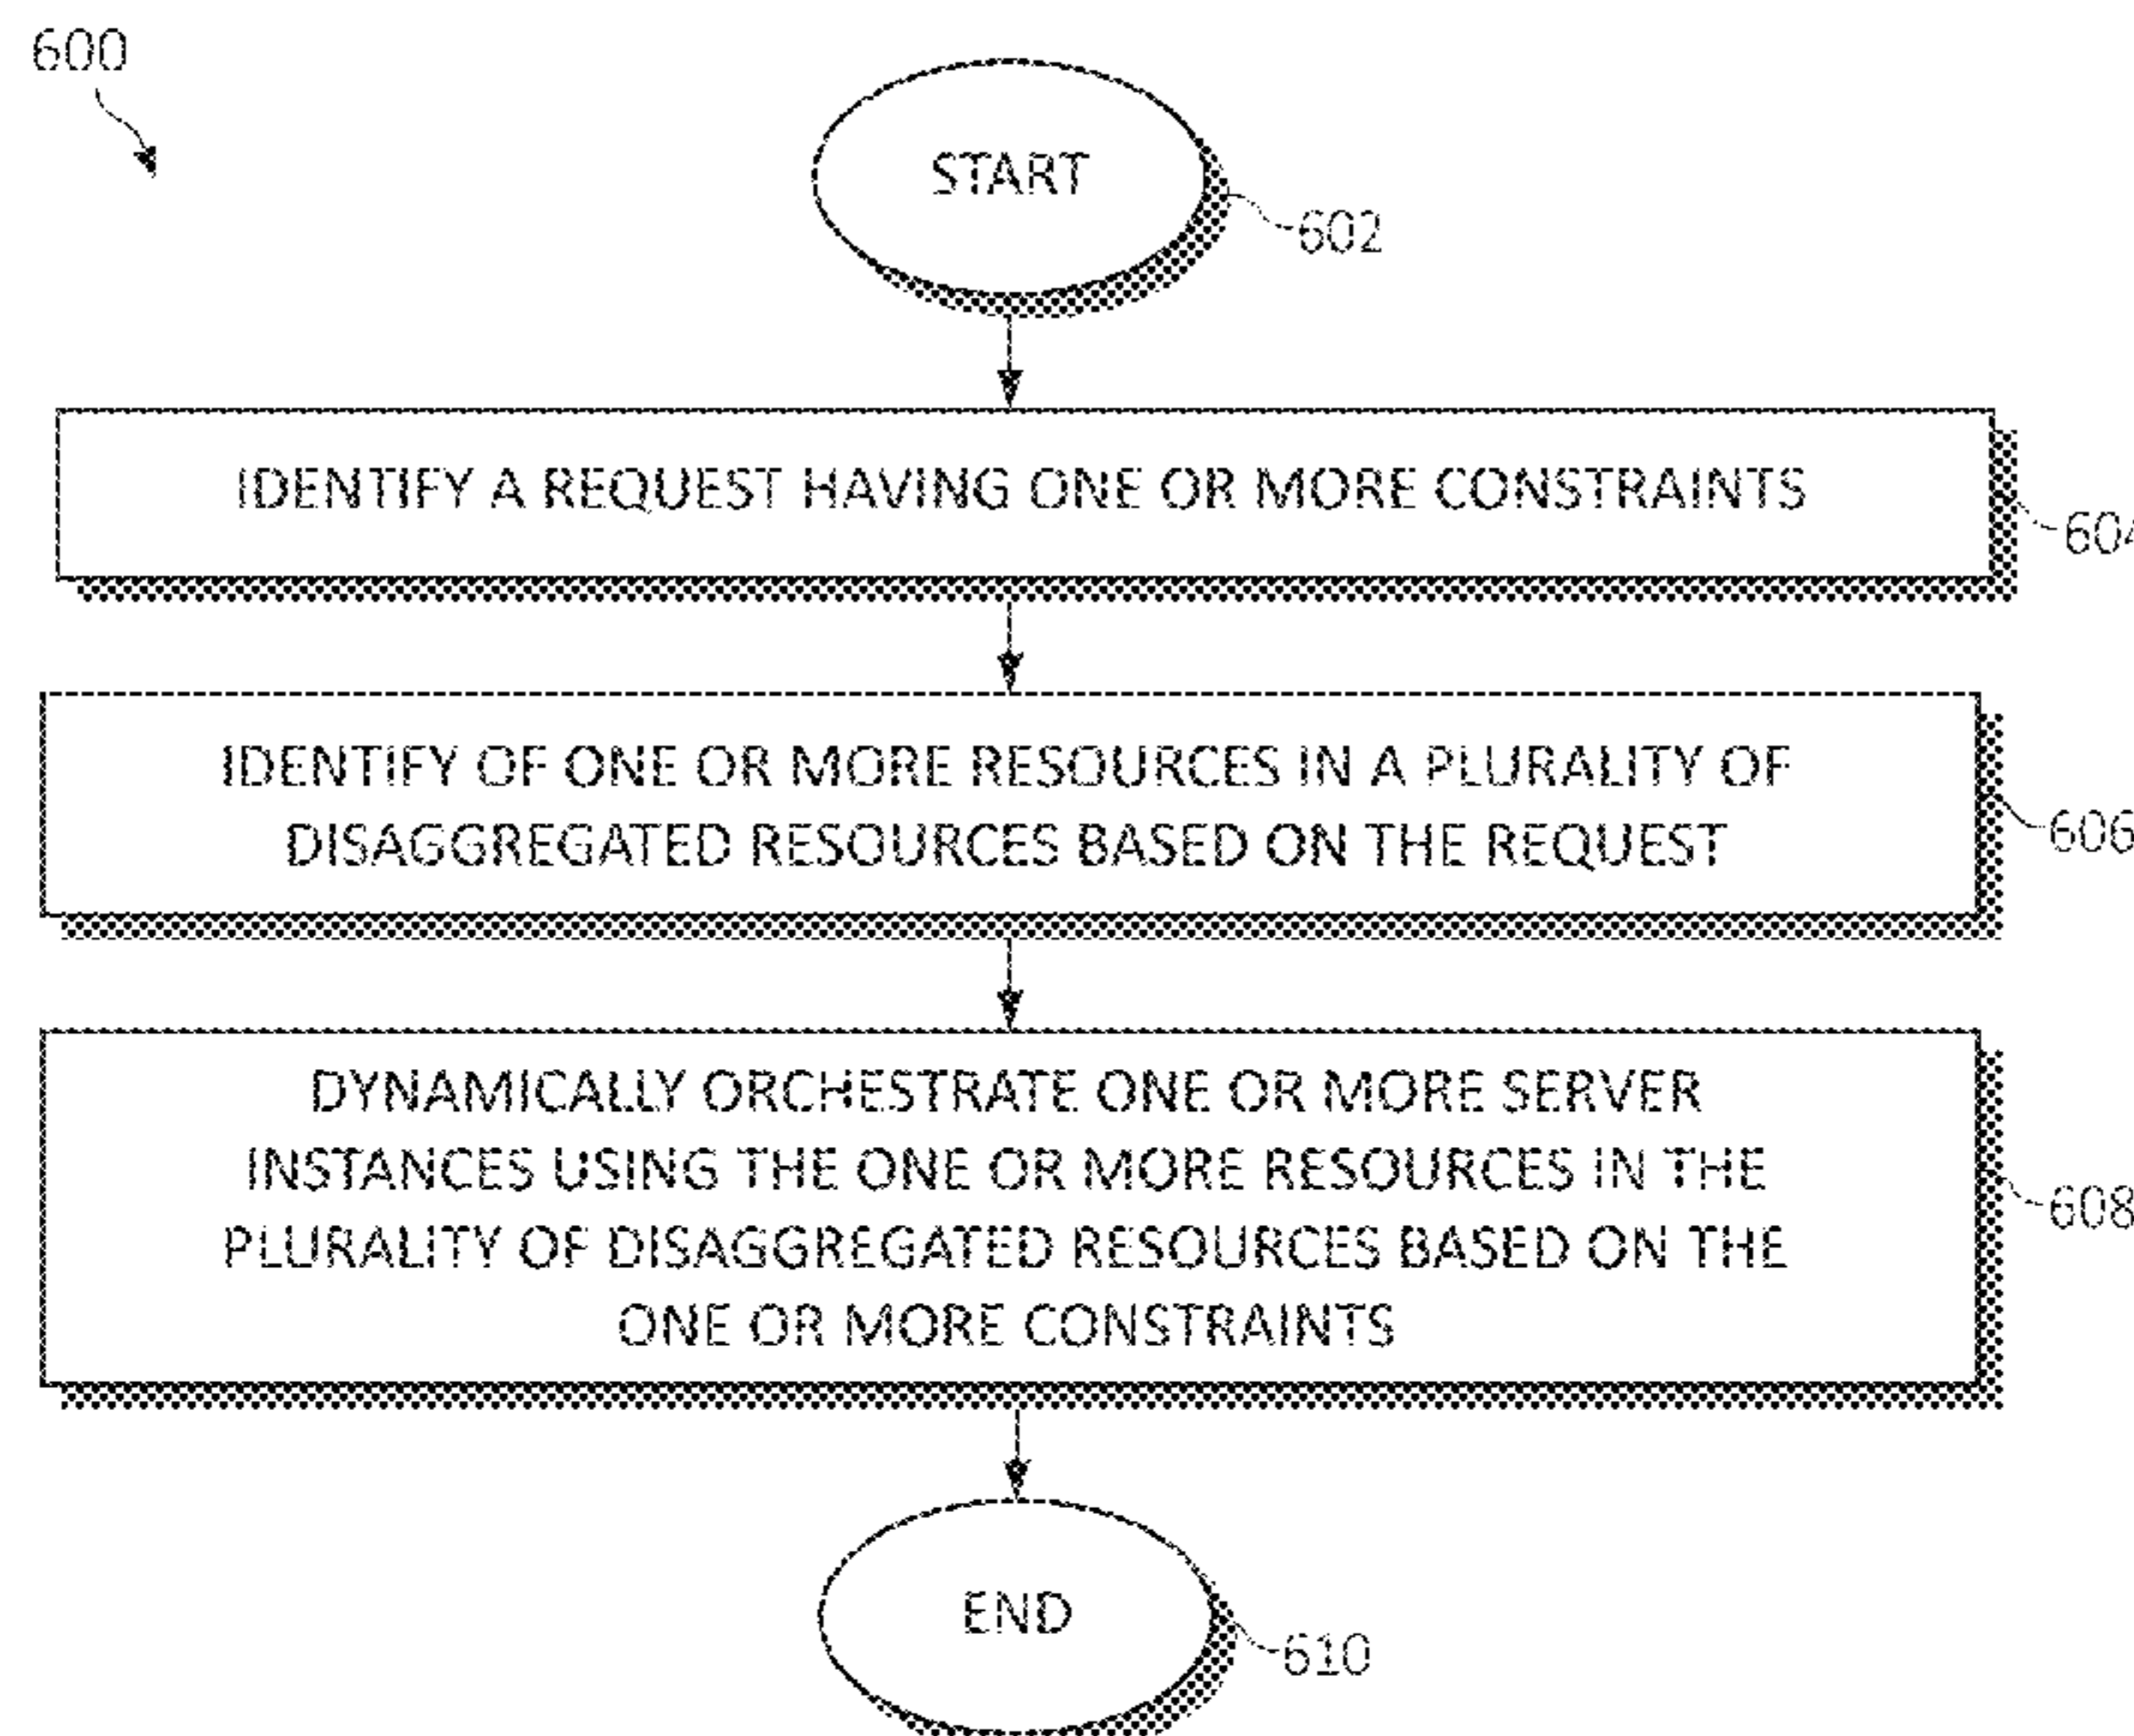 600
START
602
IDENTIFY A REQUEST HAVING ONE OR MORE CONSTRAINTS
604
IDENTIFY OF ONE OR MORE RESOURCES IN A PLURALITY OF
DISAGGREGATED RESOURCES BASED ON THE REQUEST
606
DYNAMICALLY ORCHESTRATE ONE OR MORE SERVER
INSTANCES USING THE ONE OR MORE RESOURCES IN THE
PLURALITY OF DISAGGREGATED RESOURCES BASED ON THE
ONE OR MORE CONSTRAINTS
608
END
610